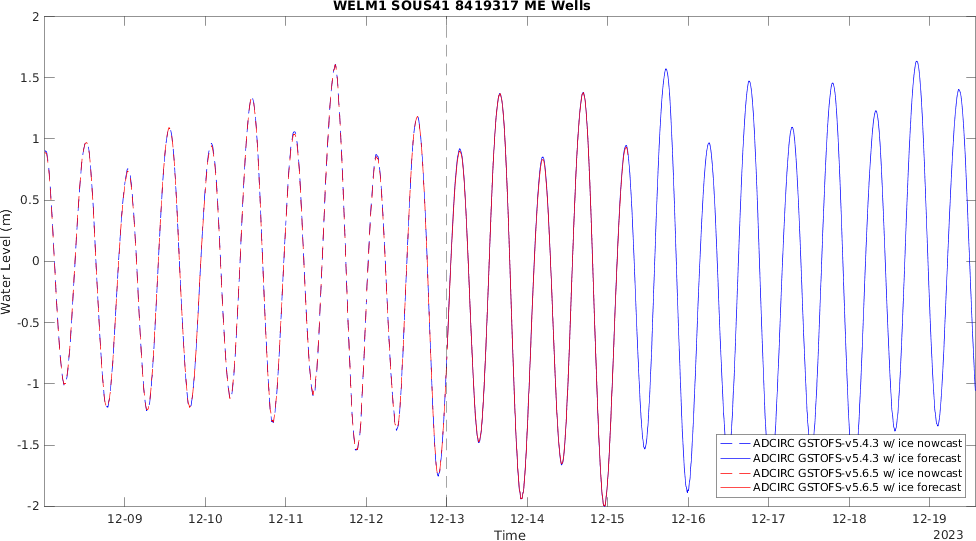 WELM1 SOUS41 8419317 ME Wells
2
1.5
1
0.5
0
-0.5
-1
-1.5
-2
Water Level (m)
ADCIRC GSTOFS-v5.4.3 w/ ice nowcast
ADCIRC GSTOFS-v5.4.3 w/ ice forecast
ADCIRC GSTOFS-v5.6.5 w/ ice nowcast
ADCIRC GSTOFS-v5.6.5 w/ ice forecast
12-09 12-10 12-11 12-12 12-13 12-14 12-15 12-16 12-17 12-18 12-19
Time
2023